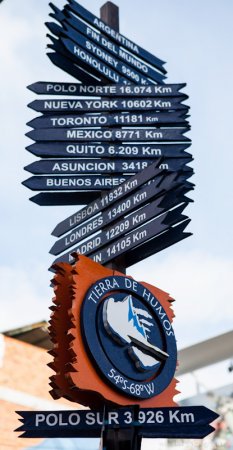 ARGENTINA
FIN DEL MUNDO
SYDNEY 9500
HONOLULU
POLO NORTE 16.074 KM
NUEVA YORK 10602 Km
TORONTO 11181 Km
MEXICO 8771 Km
QUITO 6.209 Km
ASUNCION 3418
BUENOS AIRES
LISBOA 11832 Km
LONDRES 13400 Km
MADRID 12209 Km
14105 Km
TIERRA DE HUMOS
54°S-68°W
POLO SUR 3 926 Km